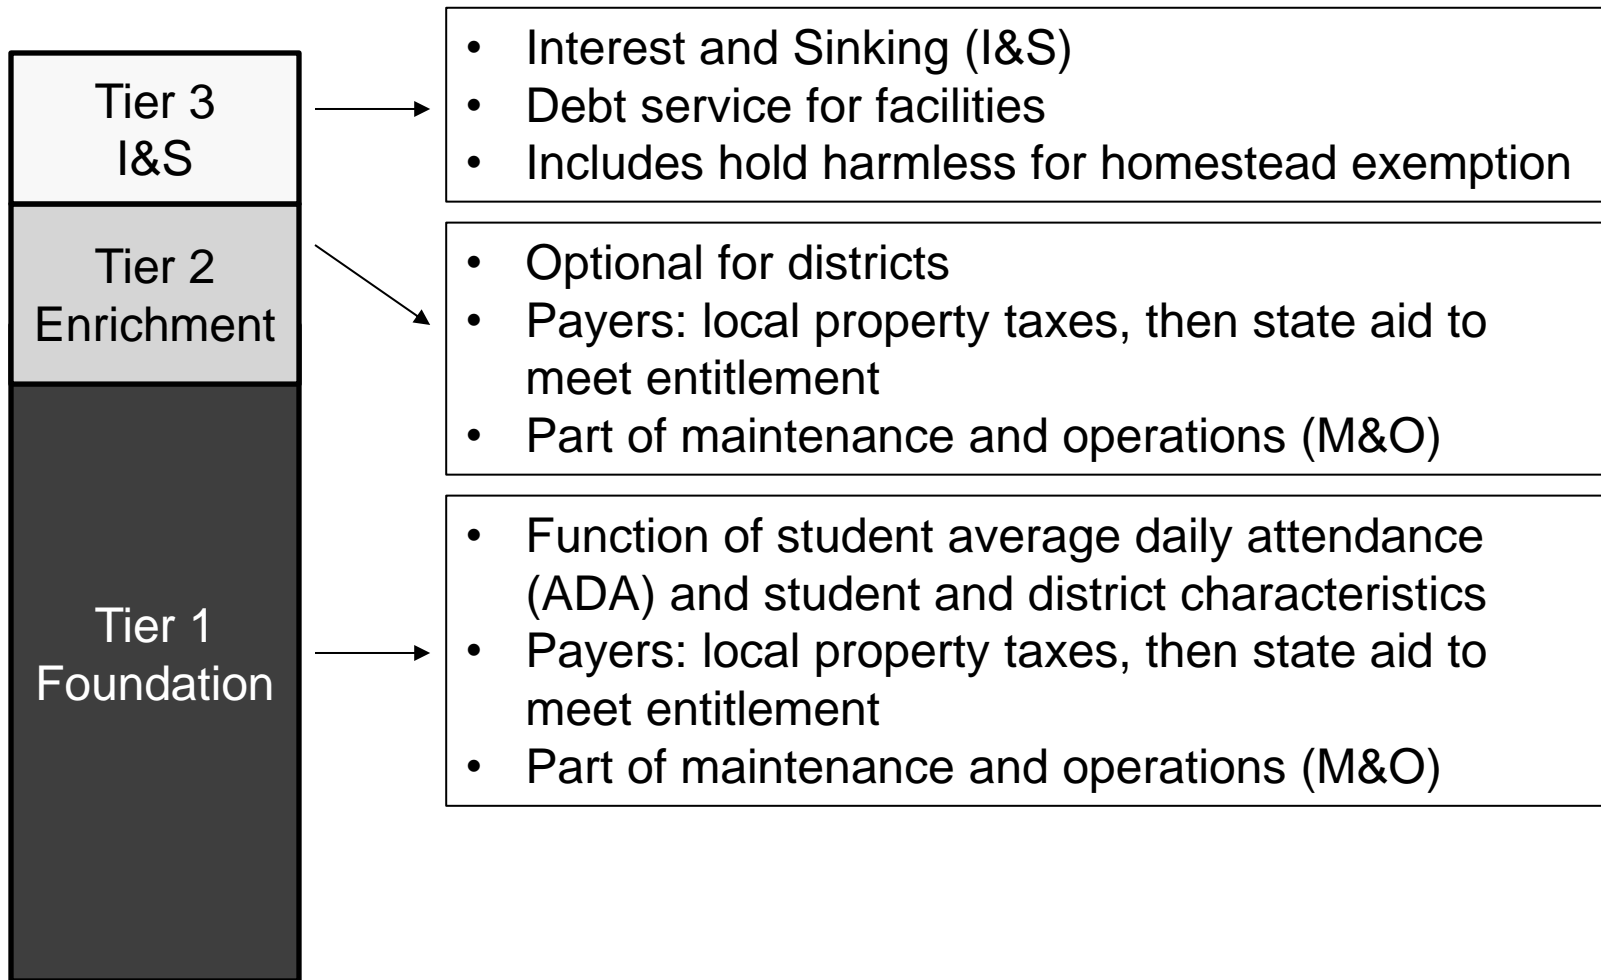 Tier 3
I&S
• Interest and Sinking (I&S)
• Debt service for facilities
• Includes hold harmless for homestead exemption
Tier 2
Enrichment
• Optional for districts
• Payers: local property taxes, then state aid to
meet entitlement
• Part of maintenance and operations (M&O)
Tier 1
Foundation
• Function of student average daily attendance
(ADA) and student and district characteristics
• Payers: local property taxes, then state aid to
meet entitlement
• Part of maintenance and operations (M&O)